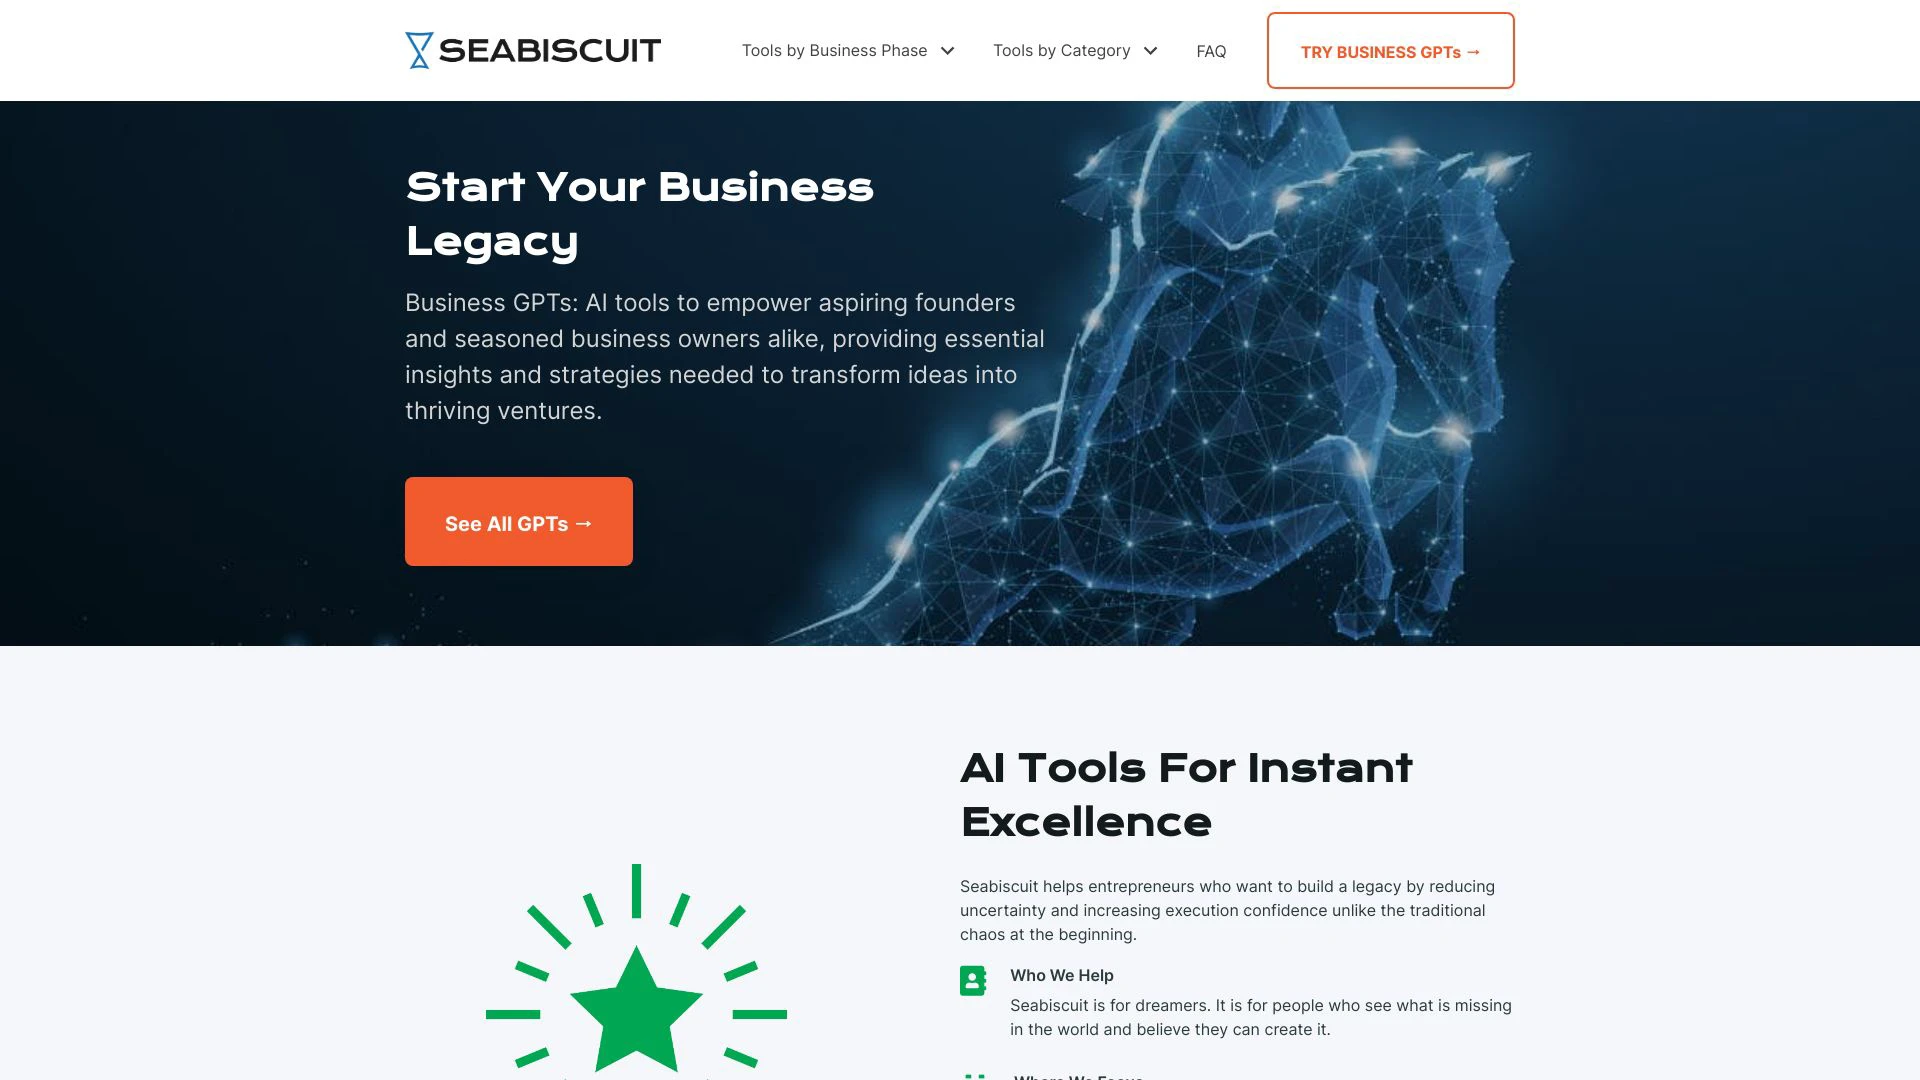 SEABISCUIT
Tools by Business Phase
Tools by Category
FAQ
TRY BUSINESS GPTs →
Start Your Business
Legacy
Business GPTs: AI tools to empower aspiring founders
and seasoned business owners alike, providing essential
insights and strategies needed to transform ideas into
thriving ventures.
See All GPTs →
AI Tools For Instant
Excellence
Seabiscuit helps entrepreneurs who want to build a legacy by reducing
uncertainty and increasing execution confidence unlike the traditional
chaos at the beginning.
Who We Help
Seabiscuit is for dreamers. It is for people who see what is missing
in the world and believe they can create it.
Where We Focus